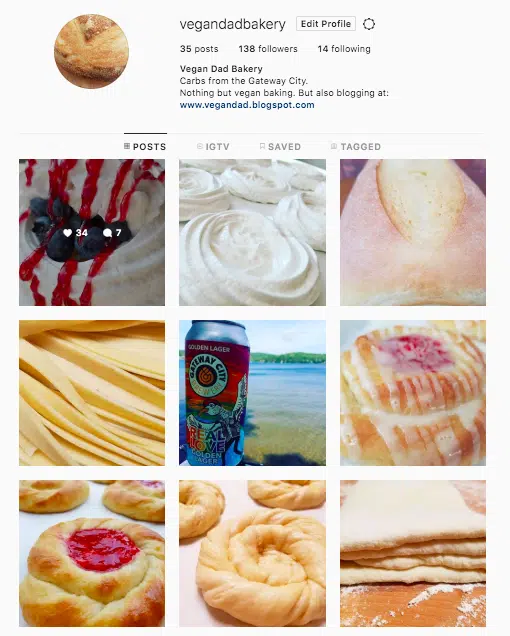 vegandadbakery Edit Profile
35 posts 138 followers 14 following
Vegan Dad Bakery
Carbs from the Gateway City.
Nothing but vegan baking. But also blogging at:
www.vegandad.blogspot.com
POSTS IGTV SAVED TAGGED
34 7
GOLDEN LAGER
GATEWAY CITY
REAL
LOVE
GOLDEN
LAGER